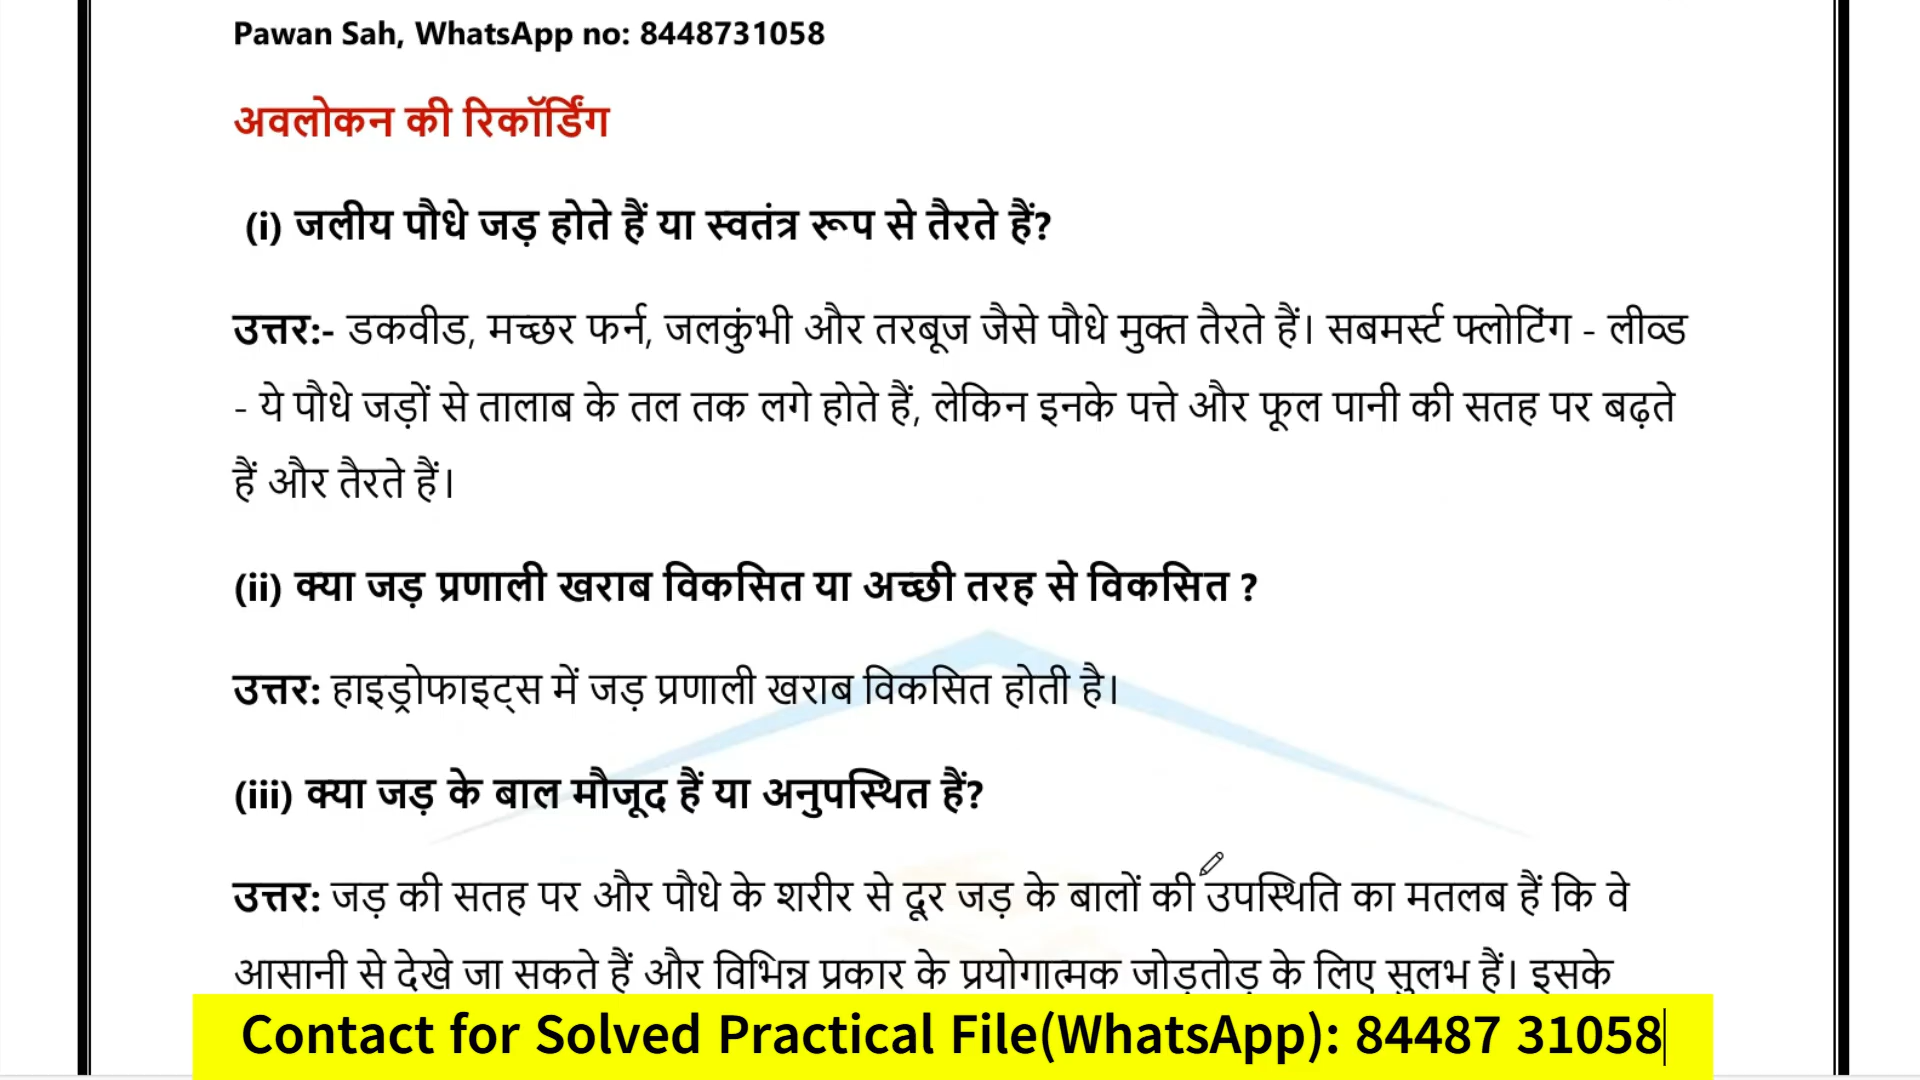 Pawan Sah, WhatsApp no: 8448731058
अवलोकन की रिकॉर्डिंग
(i) जलीय पौधे जड़ होते हैं या स्वतंत्र रूप से तैरते हैं?
उत्तर:- डकवीड, मच्छर फर्न, जलकुंभी और तरबूज जैसे पौधे मुक्त तैरते हैं। सबमर्स्ट फ्लोटिंग - लीव्ड
- ये पौधे जड़ों से तालाब के तल तक लगे होते हैं, लेकिन इनके पत्ते और फूल पानी की सतह पर बढ़ते
हैं और तैरते हैं।
(ii) क्या जड़ प्रणाली खराब विकसित या अच्छी तरह से विकसित ?
उत्तर: हाइड्रोफाइट्स में जड़ प्रणाली खराब विकसित होती है।
(iii) क्या जड़ के बाल मौजूद हैं या अनुपस्थित हैं?
उत्तर: जड़ की सतह पर और पौधे के शरीर से दूर जड़ के बालों की उपस्थिति का मतलब हैं कि वे
आसानी से देखे जा सकते हैं और विभिन्न प्रकार के प्रयोगात्मक जोड़तोड़ के लिए सुलभ हैं। इसके
Contact for Solved Practical File(WhatsApp): 84487 31058